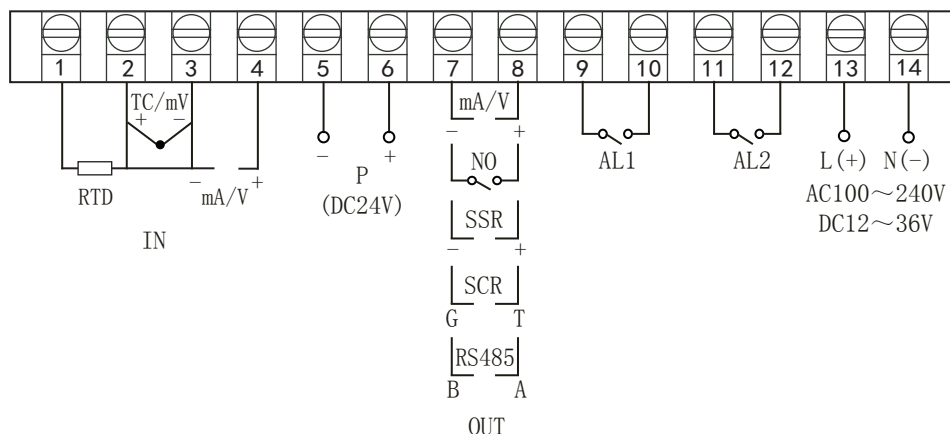 1 2 3 4 5 6 7 8 9 10 11 12 13 14
TC/mV
+ -
RTD
- mA/V +
IN
- +
P
(DC24V)
mA/V
- +
NO
SSR
- +
SCR
G T
RS485
B A
OUT
AL1
AL2
L(+) N(-)
AC100～240V
DC12～36V